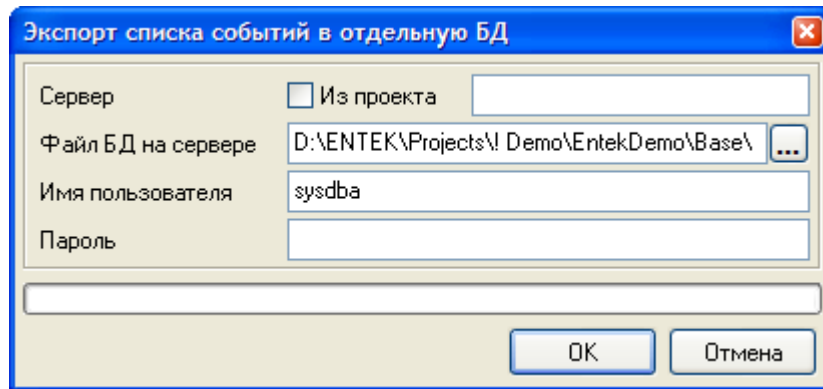 Экспорт списка событий в отдельную БД
Сервер Из проекта
Файл БД на сервере D:\ENTEK\Projects\! Demo\EntekDemo\Base\ ...
Имя пользователя sysdba
Пароль
OK Отмена